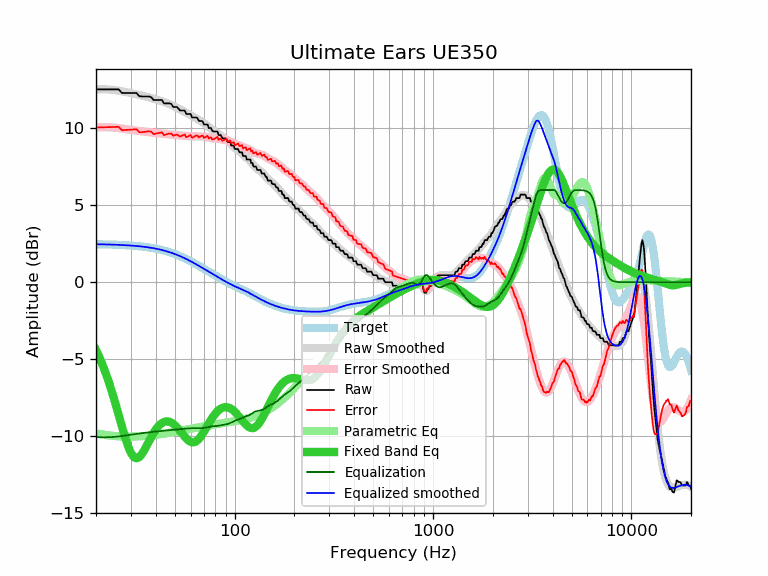 Ultimate Ears UE350
Amplitude (dBr)
10
5
0
−5
−10
−15
Target
Raw Smoothed
Error Smoothed
Raw
Error
Parametric Eq
Fixed Band Eq
Equalization
Equalized smoothed
100
1000
10000
Frequency (Hz)